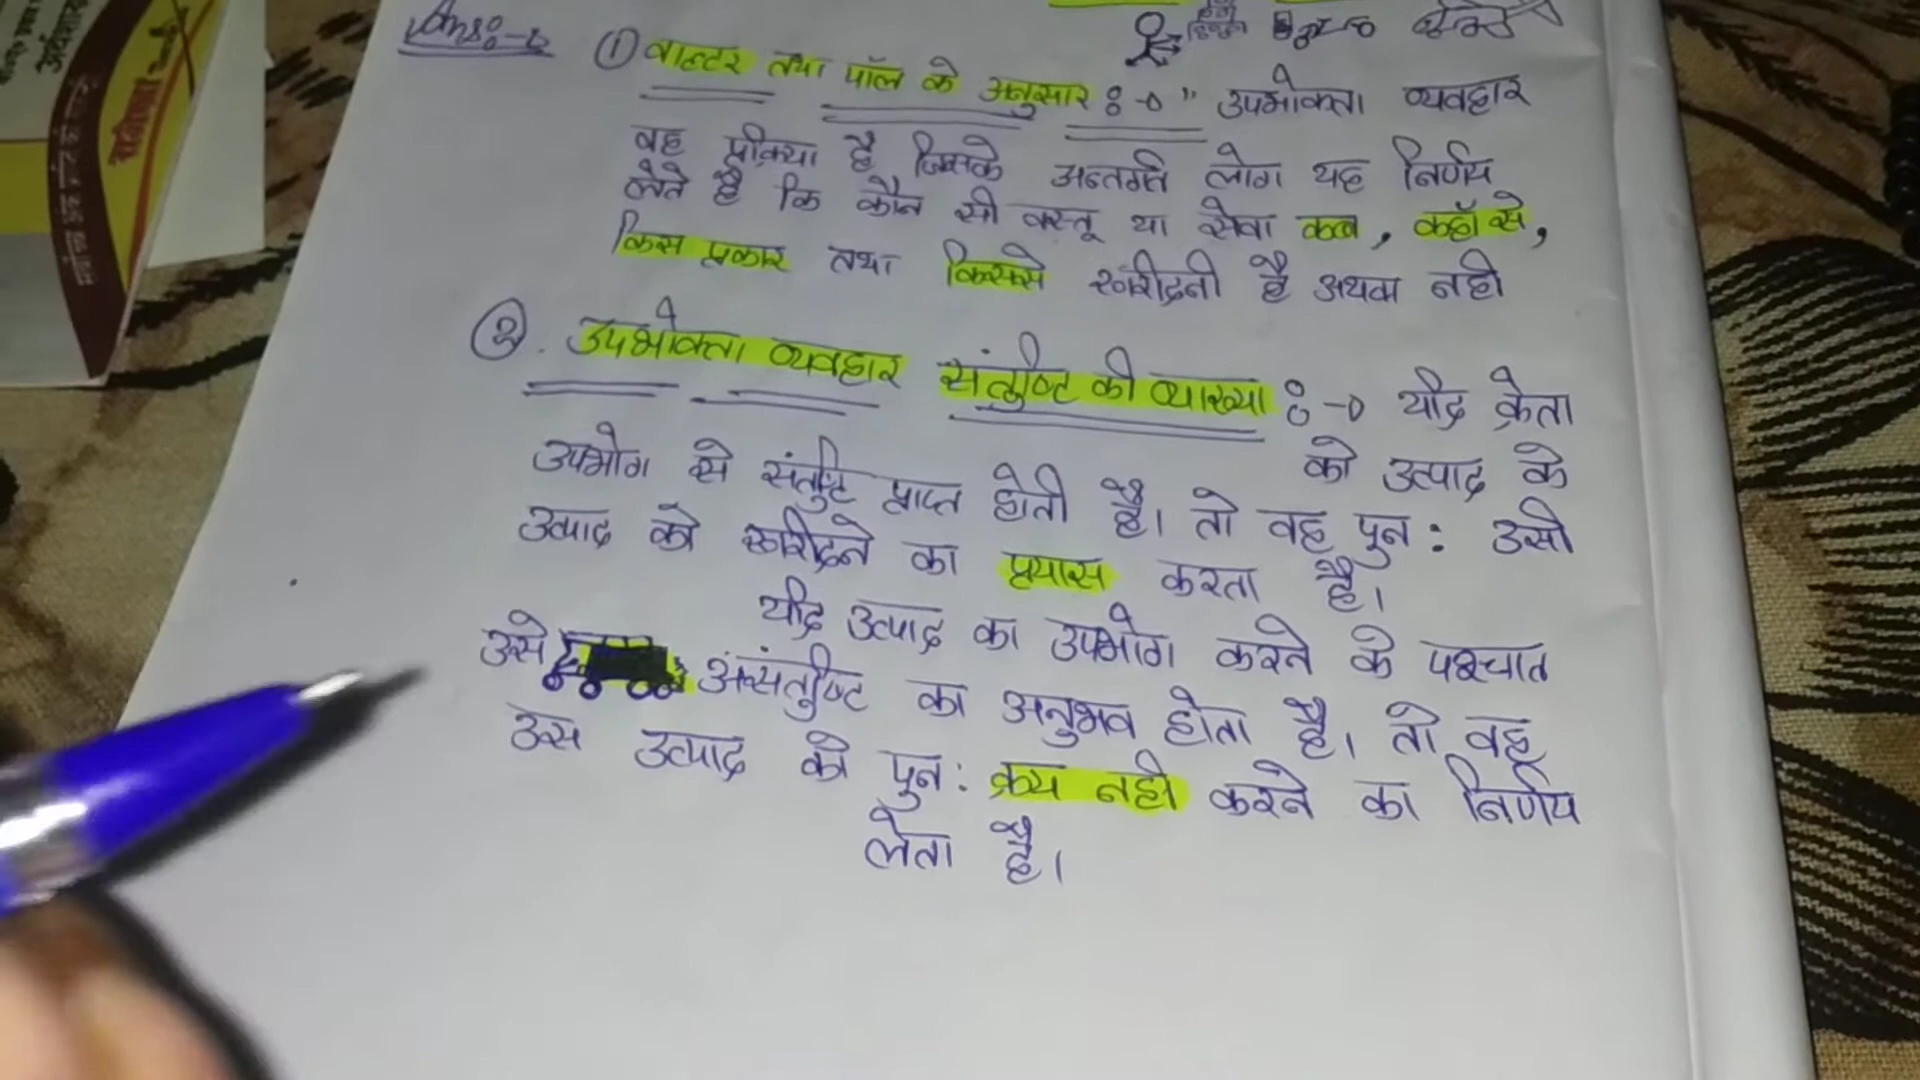 Ans:-
① वाल्टर तथा पॉल के अनुसार :- " उपभोक्ता व्यवहार
वह प्रक्रिया है जिसके अन्तर्गत लोग यह निर्णय
लेते है कि कौन सी वस्तू या सेवा कब, कहाँ से,
किस प्रकार तथा किससे खरीदनी है अथवा नही
② . उपभोक्ता व्यवहार संतुष्टि की व्याख्या :- यदि क्रेता
को उत्पाद के
उपभोग से संतुष्टि प्राप्त होती है। तो वह पुन: उसी
उत्पाद को खरीदने का प्रयास करता है।
यदि उत्पाद का उपभोग करने के पश्चात
उसे असंतुष्टि का अनुभव होता है। तो वह
उस उत्पाद को पुन: क्रय नही करने का निर्णय
लेता है।